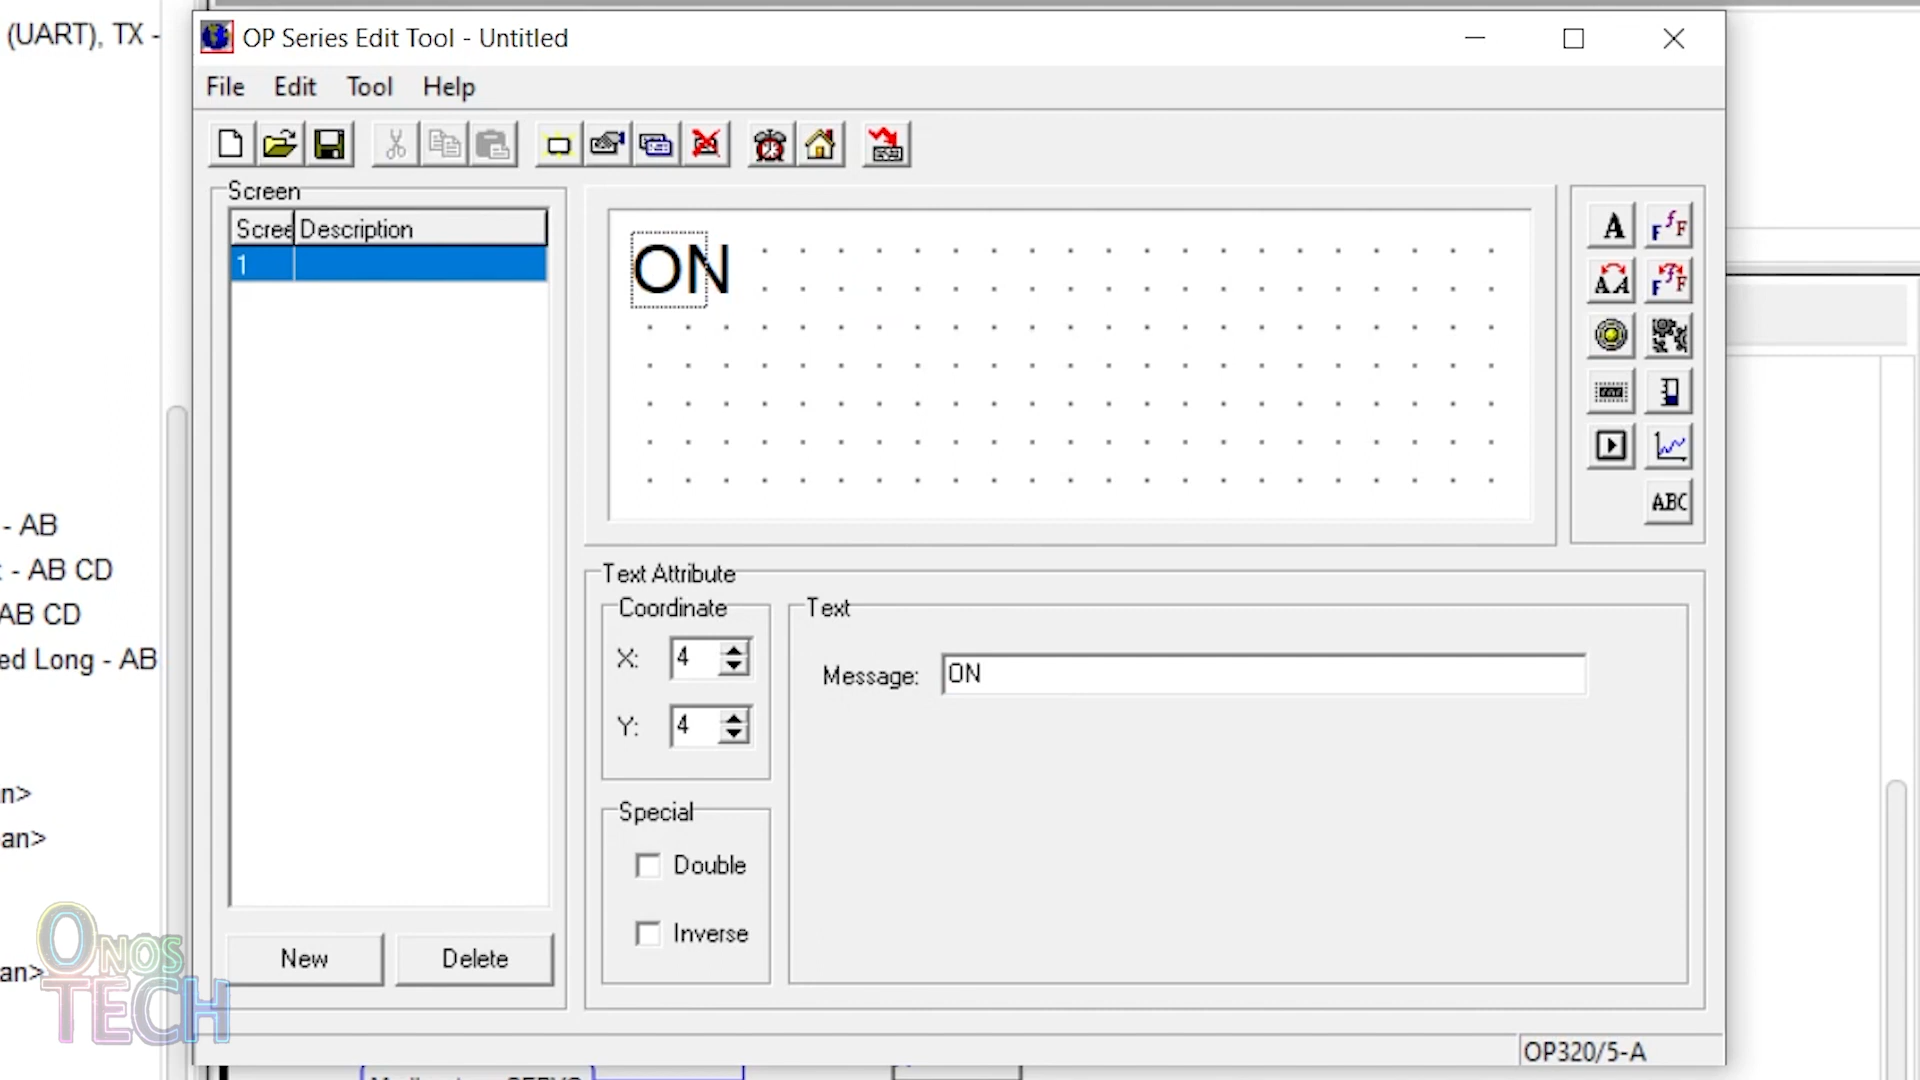 (UART), TX -
OP Series Edit Tool - Untitled
File Edit Tool Help
Screen
Scree Description
1
ON
A
ABC
- AB
- AB CD
AB CD
ed Long - AB
n>
an>
an>
Text Attribute
Coordinate
X: 4
Y: 4
Text
Message: ON
Special
Double
Inverse
New Delete
ONOS
TECH
OP320/5-A